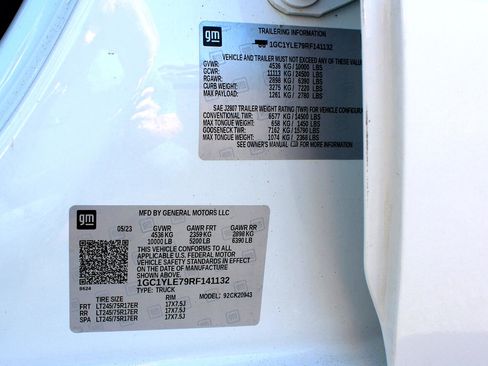 gm
TRAILERING INFORMATION
1GC1YLE79RF141132
VEHICLE AND TRAILER MUST NOT EXCEED ANY OF THESE VALUES
GVWR: 4536 KG / 10000 LBS
GCWR: 11113 KG / 24500 LBS
RGAWR: 2898 KG / 6390 LBS
CURB WEIGHT: 3275 KG / 7220 LBS
MAX PAYLOAD: 1261 KG / 2780 LBS
SAE J2807 TRAILER WEIGHT RATING (TWR) FOR VEHICLE CONFIGURA
CONVENTIONAL TWR: 6577 KG / 14500 LBS
MAX TONGUE WEIGHT: 658 KG / 1450 LBS
GOOSENECK TWR: 7162 KG / 15790 LBS
MAX TONGUE WEIGHT: 1074 KG / 2368 LBS
SEE OWNER'S MANUAL FOR MORE INFO
gm
MFD BY GENERAL MOTORS LLC
05/23 GVWR GAWR FRT GAWR RR
4536 KG 2359 KG 2898 KG
10000 LB 5200 LB 6390 LB
THIS VEHICLE CONFORMS TO ALL
APPLICABLE U.S. FEDERAL MOTOR
VEHICLE SAFETY STANDARDS IN
EFFECT ON THE DATE OF MANUFACTURE
SHOWN ABOVE.
1GC1YLE79RF141132
TYPE: TRUCK
TIRE SIZE RIM MODEL: 92CK20943
FRT LT245/75R17ER 17X7.5J
RR LT245/75R17ER 17X7.5J
SPA LT245/75R17ER 17X7.5J